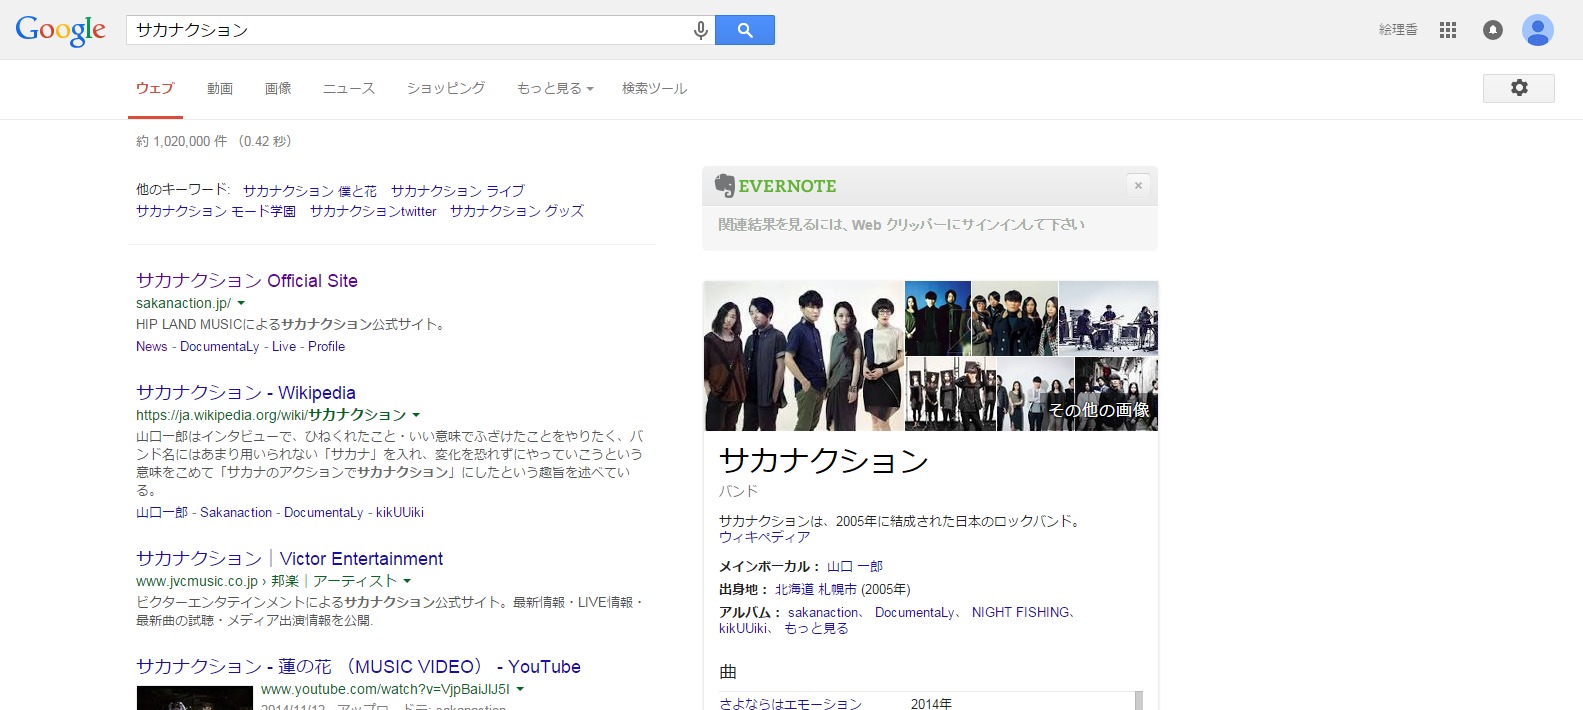 Google
サカナクション
絵理香
ウェブ 動画 画像 ニュース ショッピング もっと見る 検索ツール
約 1,020,000 件 （0.42 秒）
他のキーワード: サカナクション 僕と花 サカナクション ライブ
サカナクション モード学園 サカナクションtwitter サカナクション グッズ
サカナクション Official Site
sakanaction.jp/
HIP LAND MUSICによるサカナクション公式サイト。
News - DocumentaLy - Live - Profile
サカナクション - Wikipedia
https://ja.wikipedia.org/wiki/サカナクション
山口一郎はインタビューで、ひねくれたこと・いい意味でふざけたことをやりたく、バ
ンド名にはあまり用いられない「サカナ」を入れ、変化を恐れずにやっていこうという
意味をこめて「サカナのアクションでサカナクション」にしたという趣旨を述べてい
る。
山口一郎 - Sakanaction - DocumentaLy - kikUUiki
サカナクション｜Victor Entertainment
www.jvcmusic.co.jp › 邦楽｜アーティスト
ビクターエンタテインメントによるサカナクション公式サイト。最新情報・LIVE情報・
最新曲の試聴・メディア出演情報を公開.
サカナクション - 蓮の花 （MUSIC VIDEO） - YouTube
www.youtube.com/watch?v=VjpBaiJIJ5I
2014/11/12 - アップロード元: sakanaction
EVERNOTE
×
関連結果を見るには、Web クリッパーにサインインして下さい
その他の画像
サカナクション
バンド
サカナクションは、2005年に結成された日本のロックバンド。
ウィキペディア
メインボーカル： 山口 一郎
出身地： 北海道 札幌市 (2005年)
アルバム： sakanaction、 DocumentaLy、 NIGHT FISHING、
kikUUiki、 もっと見る
曲
さよならはエモーション 2014年